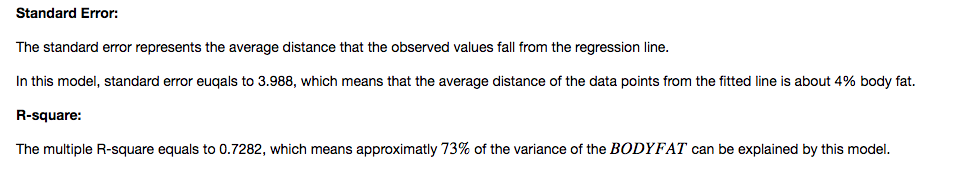 Standard Error:
The standard error represents the average distance that the observed values fall from the regression line.
In this model, standard error euqals to 3.988, which means that the average distance of the data points from the fitted line is about 4% body fat.
R-square:
The multiple R-square equals to 0.7282, which means approximatly 73% of the variance of the BODYFAT can be explained by this model.